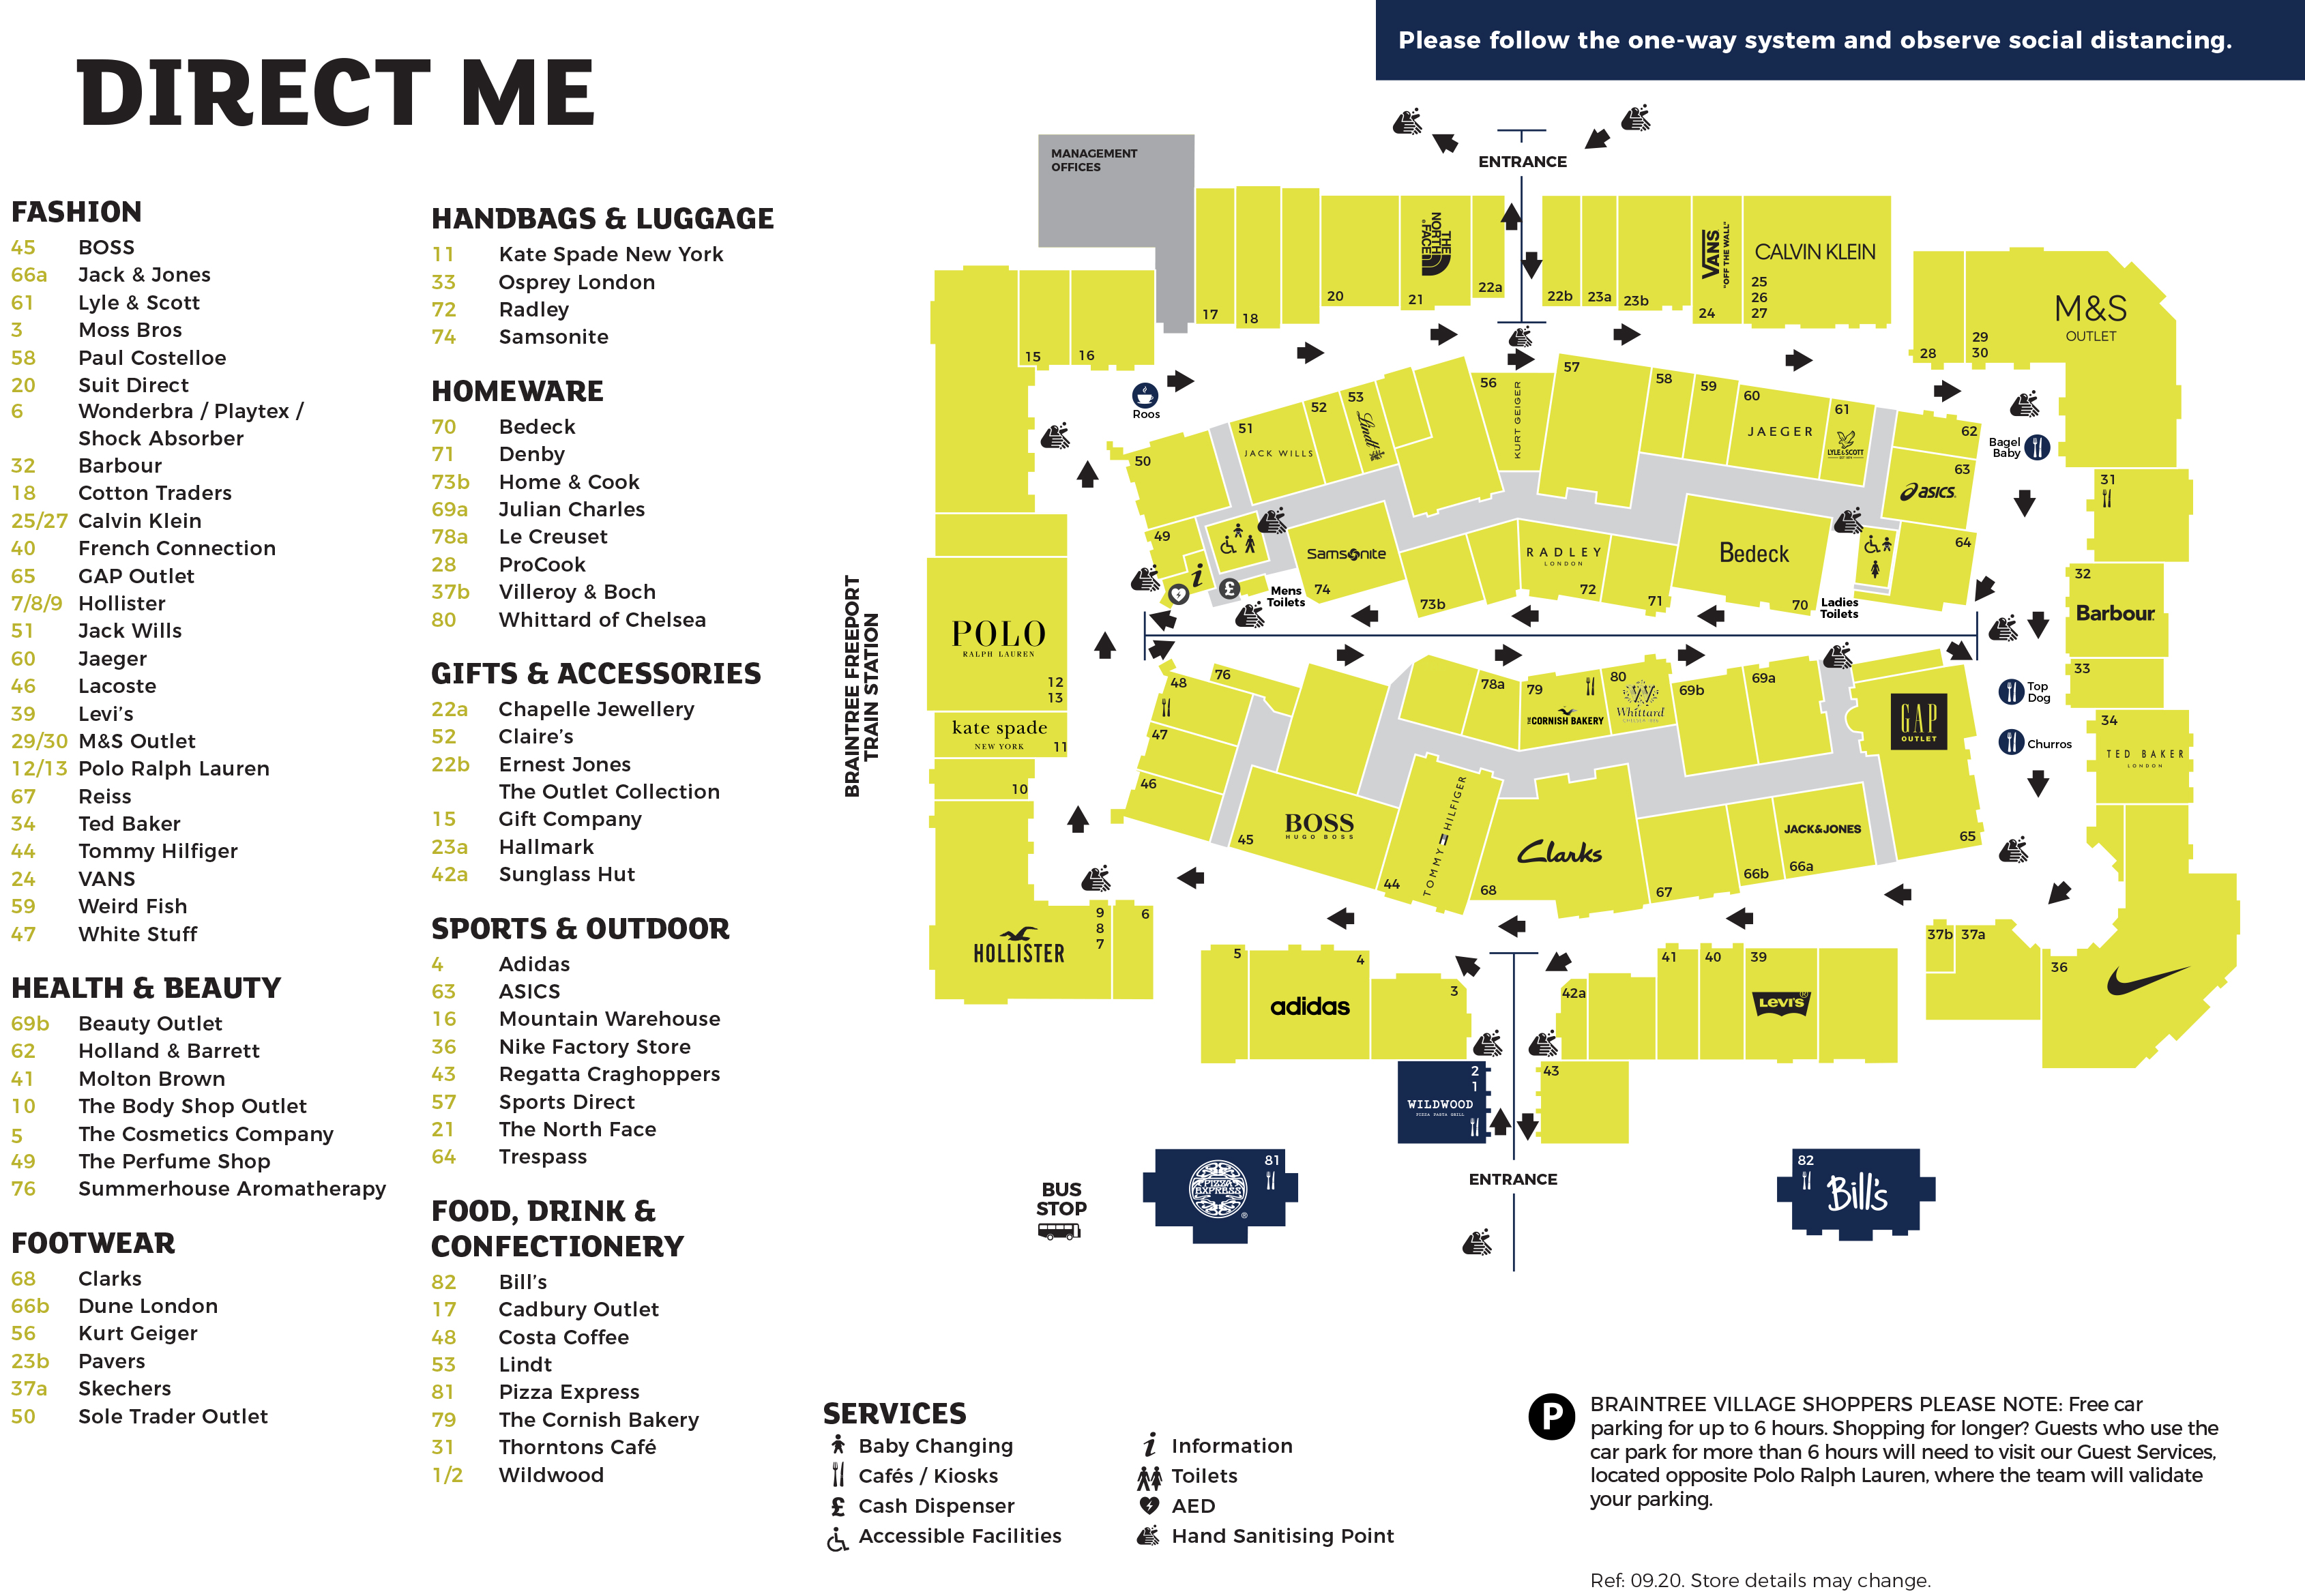 Please follow the one-way system and observe social distancing.
DIRECT ME
FASHION
45 BOSS
66a Jack & Jones
61 Lyle & Scott
3 Moss Bros
58 Paul Costelloe
20 Suit Direct
6 Wonderbra / Playtex /
Shock Absorber
32 Barbour
18 Cotton Traders
25/27 Calvin Klein
40 French Connection
65 GAP Outlet
7/8/9 Hollister
51 Jack Wills
60 Jaeger
46 Lacoste
39 Levi's
29/30 M&S Outlet
12/13 Polo Ralph Lauren
67 Reiss
34 Ted Baker
44 Tommy Hilfiger
24 VANS
59 Weird Fish
47 White Stuff
HEALTH & BEAUTY
69b Beauty Outlet
62 Holland & Barrett
41 Molton Brown
10 The Body Shop Outlet
5 The Cosmetics Company
49 The Perfume Shop
76 Summerhouse Aromatherapy
FOOTWEAR
68 Clarks
66b Dune London
56 Kurt Geiger
23b Pavers
37a Skechers
50 Sole Trader Outlet
HANDBAGS & LUGGAGE
11 Kate Spade New York
33 Osprey London
72 Radley
74 Samsonite
HOMEWARE
70 Bedeck
71 Denby
73b Home & Cook
69a Julian Charles
78a Le Creuset
28 ProCook
37b Villeroy & Boch
80 Whittard of Chelsea
GIFTS & ACCESSORIES
22a Chapelle Jewellery
52 Claire's
22b Ernest Jones
The Outlet Collection
15 Gift Company
23a Hallmark
42a Sunglass Hut
SPORTS & OUTDOOR
4 Adidas
63 ASICS
16 Mountain Warehouse
36 Nike Factory Store
43 Regatta Craghoppers
57 Sports Direct
21 The North Face
64 Trespass
FOOD, DRINK &
CONFECTIONERY
82 Bill's
17 Cadbury Outlet
48 Costa Coffee
53 Lindt
81 Pizza Express
79 The Cornish Bakery
31 Thorntons Café
1/2 Wildwood
MANAGEMENT
OFFICES
ENTRANCE
17
18
20
THE
NORTH
FACE
21
22a
22b
23a
23b
VANS
"OFF THE WALL"
24
CALVIN KLEIN
25
26
27
28
29
30
M&S
OUTLET
15
16
Roos
50
51
JACK WILLS
52
53
Lindt
56
KURT GEIGER
57
58
59
60
JAEGER
61
LYLE & SCOTT
62
63
asics
64
Bagel
Baby
31
32
Barbour
33
34
TED BAKER
LONDON
49
i
£
Mens
Toilets
Samsonite
74
73b
RADLEY
LONDON
72
71
Bedeck
70
Ladies
Toilets
BRAINTREE FREEPORT
TRAIN STATION
POLO
RALPH LAUREN
12
13
kate spade
NEW YORK
11
10
48
76
47
46
78a
79
THE CORNISH BAKERY
80
Whittard
CHELSEA 1886
69b
69a
GAP
OUTLET
65
Top
Dog
Churros
45
BOSS
HUGO BOSS
44
TOMMY HILFIGER
68
Clarks
67
66b
JACK&JONES
66a
HOLLISTER
9
8
7
6
5
4
adidas
3
42a
41
40
39
Levi's
37b
37a
36
2
1
WILDWOOD
PIZZA PASTA GRILL
43
ENTRANCE
BUS
STOP
81
PIZZA
EXPRESS
82
Bill's
SERVICES
Baby Changing
Cafés / Kiosks
£ Cash Dispenser
Accessible Facilities
i Information
Toilets
AED
Hand Sanitising Point
P
BRAINTREE VILLAGE SHOPPERS PLEASE NOTE: Free car
parking for up to 6 hours. Shopping for longer? Guests who use the
car park for more than 6 hours will need to visit our Guest Services,
located opposite Polo Ralph Lauren, where the team will validate
your parking.
Ref: 09.20. Store details may change.